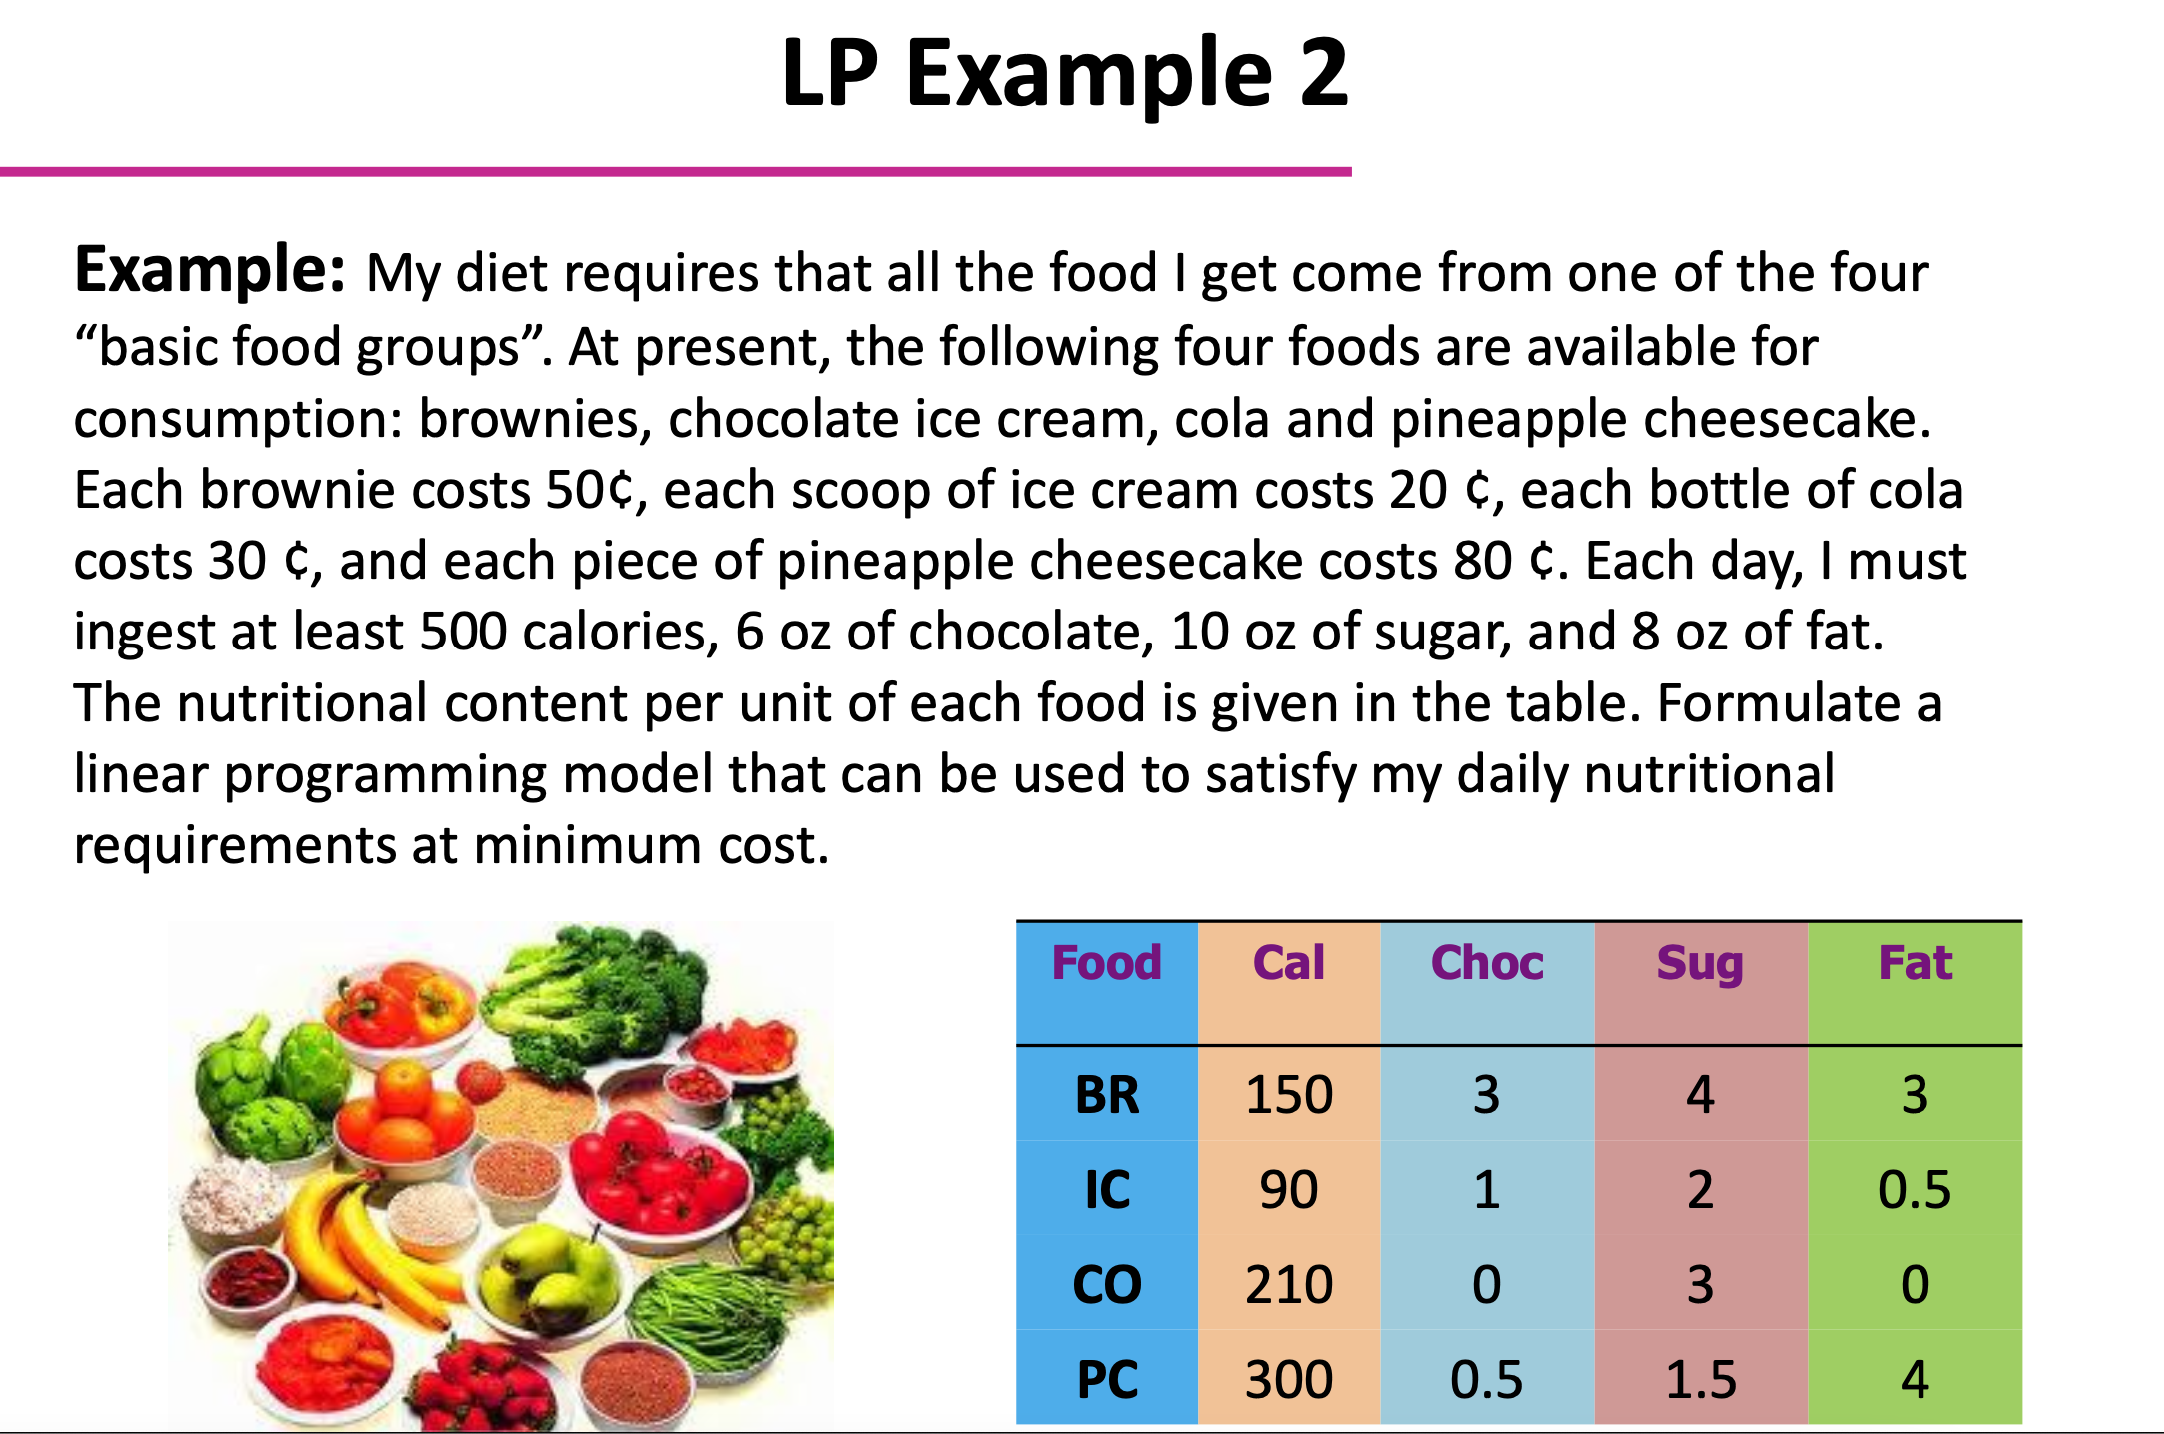 LP Example 2
Example: My diet requires that all the food I get come from one of the four
“basic food groups”. At present, the following four foods are available for
consumption: brownies, chocolate ice cream, cola and pineapple cheesecake.
Each brownie costs 50¢, each scoop of ice cream costs 20 ¢, each bottle of cola
costs 30 ¢, and each piece of pineapple cheesecake costs 80 ¢. Each day, I must
ingest at least 500 calories, 6 oz of chocolate, 10 oz of sugar, and 8 oz of fat.
The nutritional content per unit of each food is given in the table. Formulate a
linear programming model that can be used to satisfy my daily nutritional
requirements at minimum cost.
Food Cal Choc Sug Fat
BR 150 3 4 3
IC 90 1 2 0.5
CO 210 0 3 0
PC 300 0.5 1.5 4